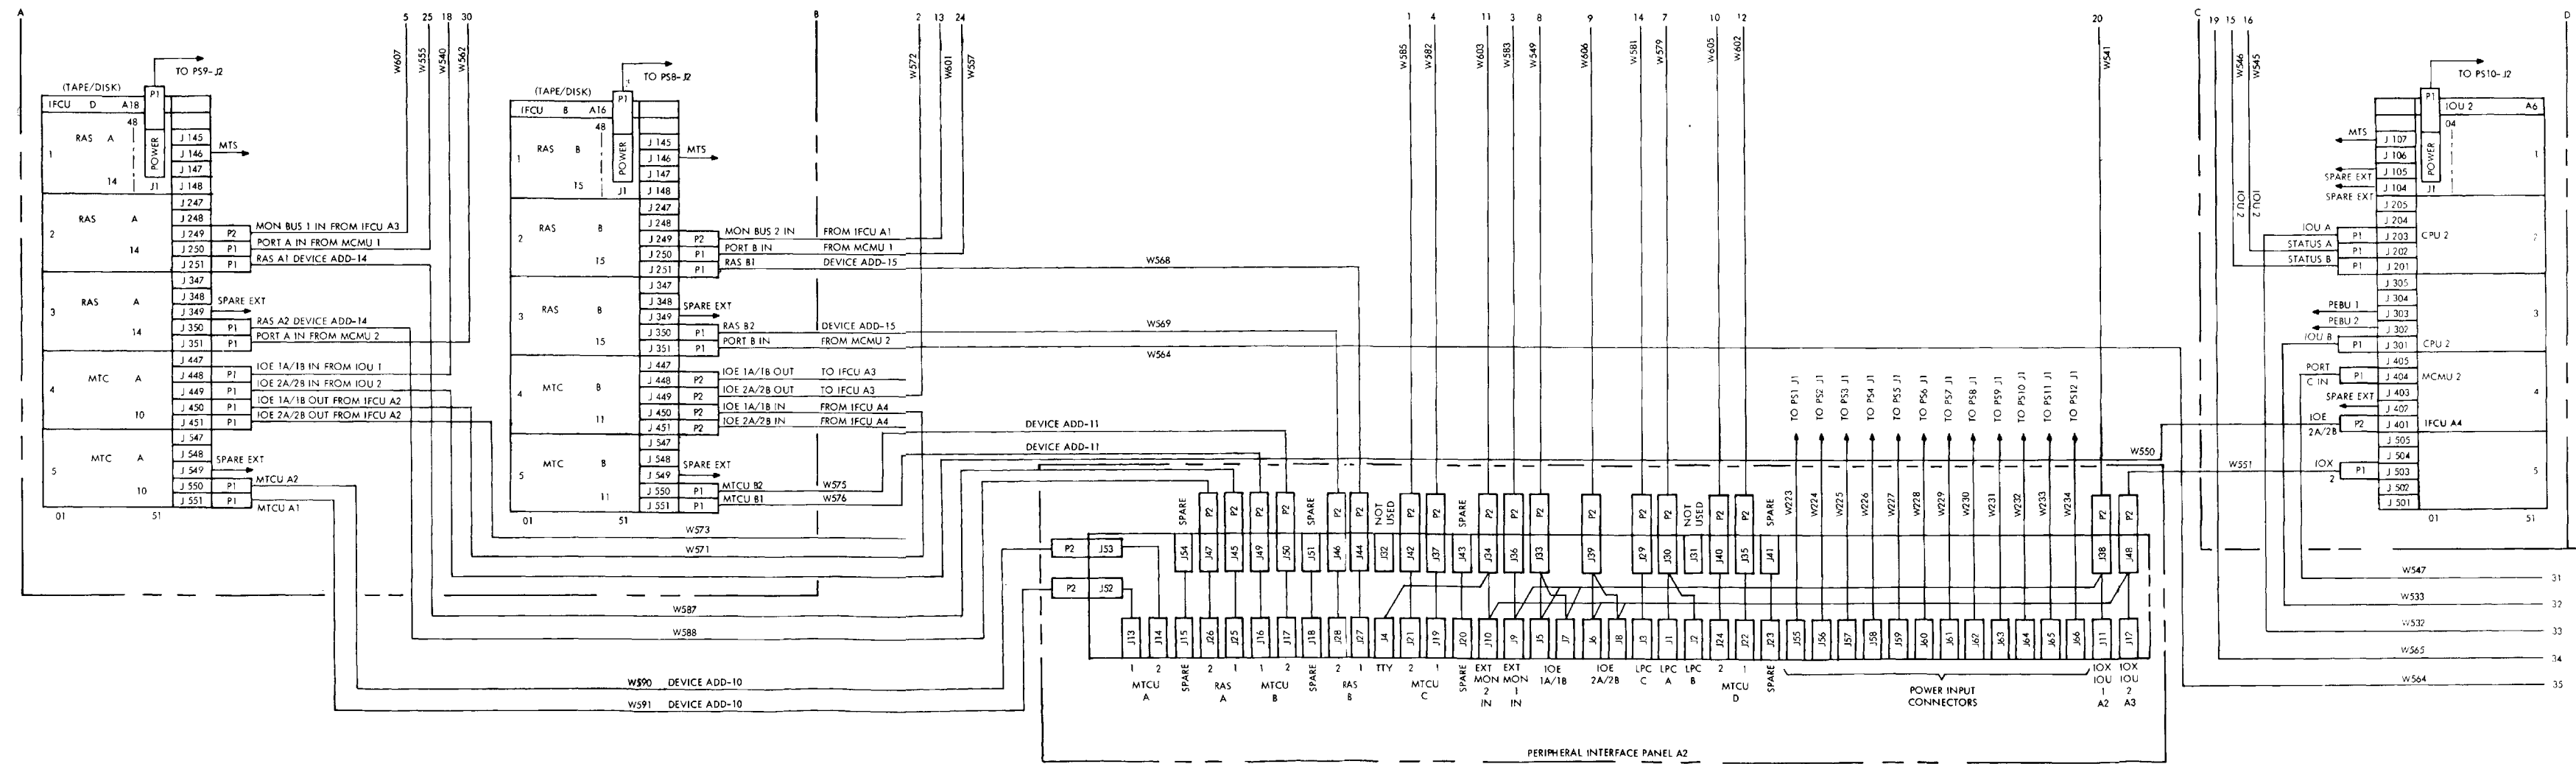 A
5 25 18 30
B
2 13 24
1 4 11 3 8 9 14 7 10 12
20
C
19 15 16
D
W607
W555
W540
W562
W572
W601
W557
W585
W582
W603
W583
W549
W606
W581
W579
W605
W602
W541
W546
W545
IOU 2
IOU 2
TO PS9-J2
(TAPE/DISK)
P1
IFCU D A18
48
1
RAS A
14
POWER
J1
J 145
J 146
MTS
J 147
J 148
J 247
2
RAS A
14
J 248
J 249 P2 MON BUS 1 IN FROM IFCU A3
J 250 P1 PORT A IN FROM MCMU 1
J 251 P1 RAS A1 DEVICE ADD-14
J 347
3
RAS A
14
J 348
SPARE EXT
J 349
J 350 P1 RAS A2 DEVICE ADD-14
J 351 P1 PORT A IN FROM MCMU 2
J 447
4
MTC A
10
J 448 P1 IOE 1A/1B IN FROM IOU 1
J 449 P1 IOE 2A/2B IN FROM IOU 2
J 450 P1 IOE 1A/1B OUT FROM IFCU A2
J 451 P1 IOE 2A/2B OUT FROM IFCU A2
J 547
5
MTC A
10
J 548
SPARE EXT
J 549
J 550 P1 MTCU A2
J 551 P1
MTCU A1
01 51
TO PS8-J2
(TAPE/DISK)
P1
IFCU B A16
48
1
RAS B
15
POWER
J1
J 145
J 146
MTS
J 147
J 148
J 247
2
RAS B
15
J 248
J 249 P2 MON BUS 2 IN FROM IFCU A1
J 250 P1 PORT B IN FROM MCMU 1
J 251 P1 RAS B1 DEVICE ADD-15
W568
J 347
3
RAS B
15
J 348
SPARE EXT
J 349
J 350 P1 RAS B2 DEVICE ADD-15
W569
J 351 P1 PORT B IN FROM MCMU 2
W564
J 447
4
MTC B
11
J 448 P2 IOE 1A/1B OUT TO IFCU A3
J 449 P2 IOE 2A/2B OUT TO IFCU A3
J 450 P2 IOE 1A/1B IN FROM IFCU A4
J 451 P2 IOE 2A/2B IN FROM IFCU A4
J 547
5
MTC B
11
J 548
SPARE EXT
J 549
J 550 P1 MTCU B2 W575
J 551 P1 MTCU B1 W576
01 51
DEVICE ADD-11
DEVICE ADD-11
W573
W571
W587
W588
W590 DEVICE ADD-10
W591 DEVICE ADD-10
W550
W551
TO PS1 J1
TO PS2 J1
TO PS3 J1
TO PS4 J1
TO PS5 J1
TO PS6 J1
TO PS7 J1
TO PS8 J1
TO PS9 J1
TO PS10 J1
TO PS11 J1
TO PS12 J1
W223
W224
W225
W226
W227
W228
W229
W230
W231
W232
W233
W234
SPARE P2 P2 P2 P2 SPARE P2 P2 NOT USED P2 P2 SPARE P2 P2 P2 P2 P2 P2 NOT USED P2 P2 SPARE P2 P2
P2 J53
P2 J52
J54 J47 J45 J49 J50 J51 J46 J44 J32 J42 J37 J43 J34 J36 J33 J39 J29 J30 J31 J40 J35 J41 J38 J48
J13 J14 J15 J26 J25 J16 J17 J18 J28 J27 J4 J21 J19 J20 J10 J9 J5 J7 J6 J8 J3 J1 J2 J24 J22 J23 J55 J56 J57 J58 J59 J60 J61 J62 J63 J64 J65 J66 J11 J12
1 2
MTCU A
SPARE
2 1
RAS A
1 2
MTCU B
SPARE
2 1
RAS B
TTY
2 1
MTCU C
SPARE
EXT MON 2 IN
EXT MON 1 IN
IOE 1A/1B
IOE 2A/2B
LPC C
LPC A
LPC B
2 1
MTCU D
SPARE
POWER INPUT
CONNECTORS
IOX IOU 1 A2
IOX IOU 2 A3
PERIPHERAL INTERFACE PANEL A2
TO PS10-J2
P1
IOU 2 A6
04
POWER
J1
MTS
J 107
J 106
1
J 105
SPARE EXT
J 104
SPARE EXT
J 205
J 204
IOU A P1 J 203 CPU 2
2
STATUS A P1 J 202
STATUS B P1 J 201
J 305
J 304
PEBU 1
J 303
3
PEBU 2
J 302
IOU B P1 J 301 CPU 2
J 405
PORT C IN P1 J 404 MCMU 2
J 403
4
SPARE EXT
J 402
IOE 2A/2B P2 J 401 IFCU A4
J 505
J 504
IOX 2 P1 J 503
5
J 502
J 501
01 51
W547 31
W533 32
W532 33
W565 34
W564 35